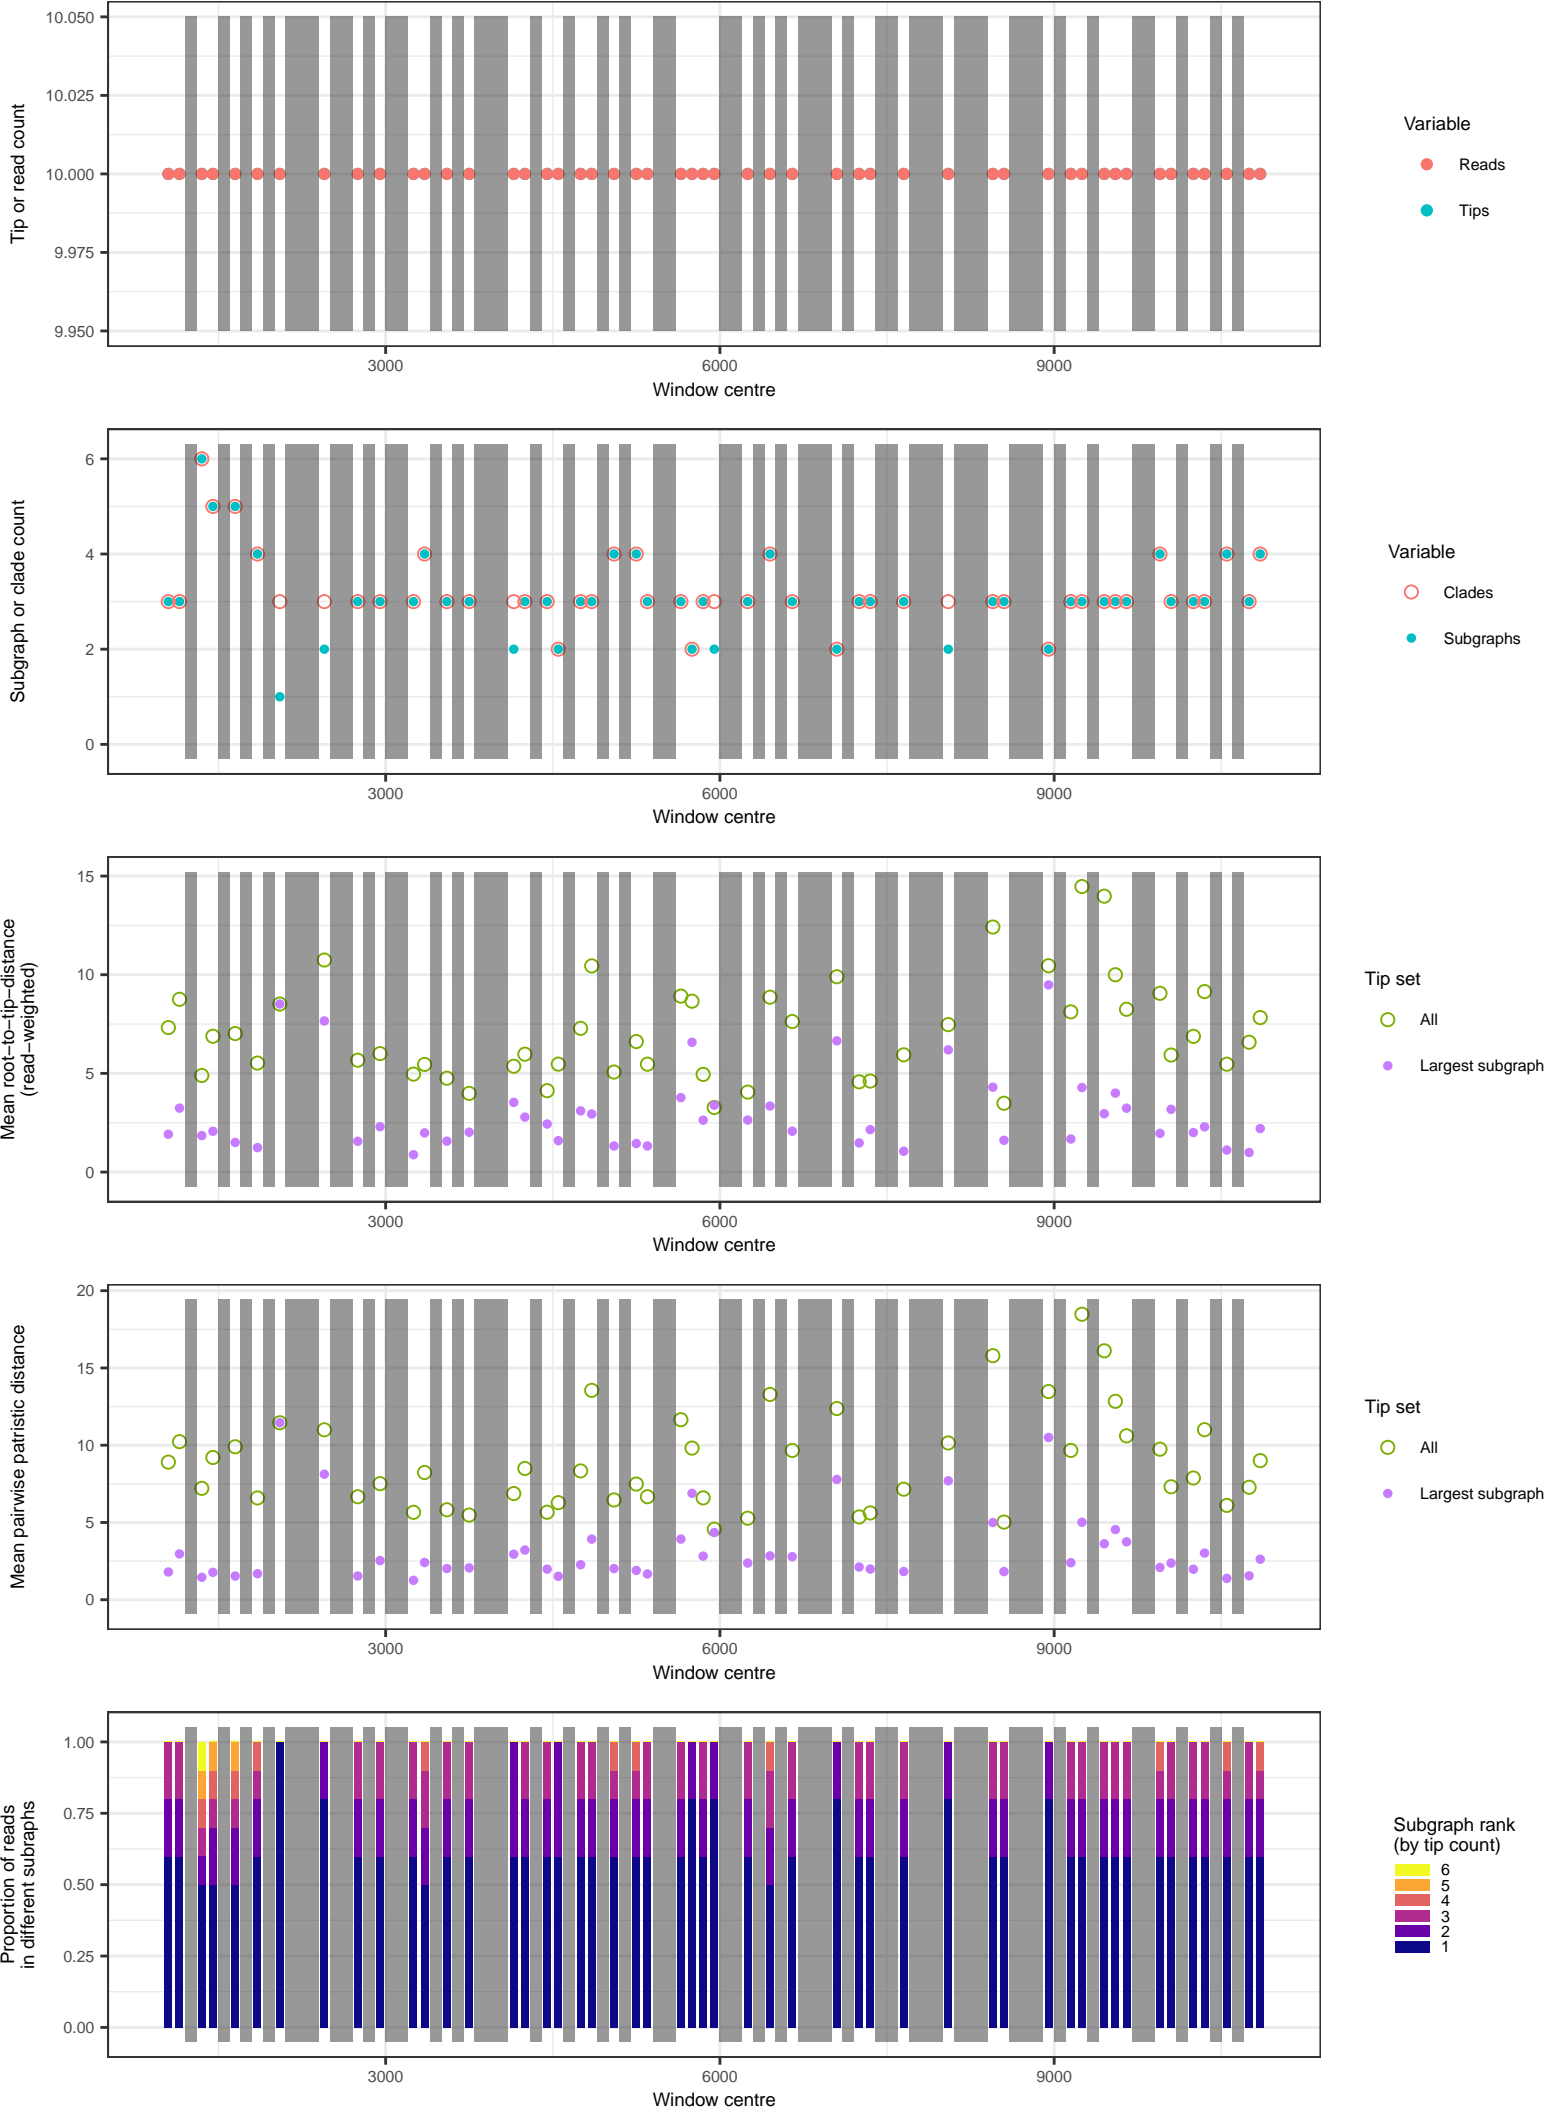 10.050
10.025
10.000
9.975
9.950
Tip or read count
3000 6000 9000
Window centre
Variable
Reads
Tips
6
4
2
0
Subgraph or clade count
3000 6000 9000
Window centre
Variable
Clades
Subgraphs
15
10
5
0
Mean root−to−tip−distance
(read−weighted)
3000 6000 9000
Window centre
Tip set
All
Largest subgraph
20
15
10
5
0
Mean pairwise patristic distance
3000 6000 9000
Window centre
Tip set
All
Largest subgraph
1.00
0.75
0.50
0.25
0.00
Proportion of reads
in different subraphs
3000 6000 9000
Window centre
Subgraph rank
(by tip count)
6
5
4
3
2
1